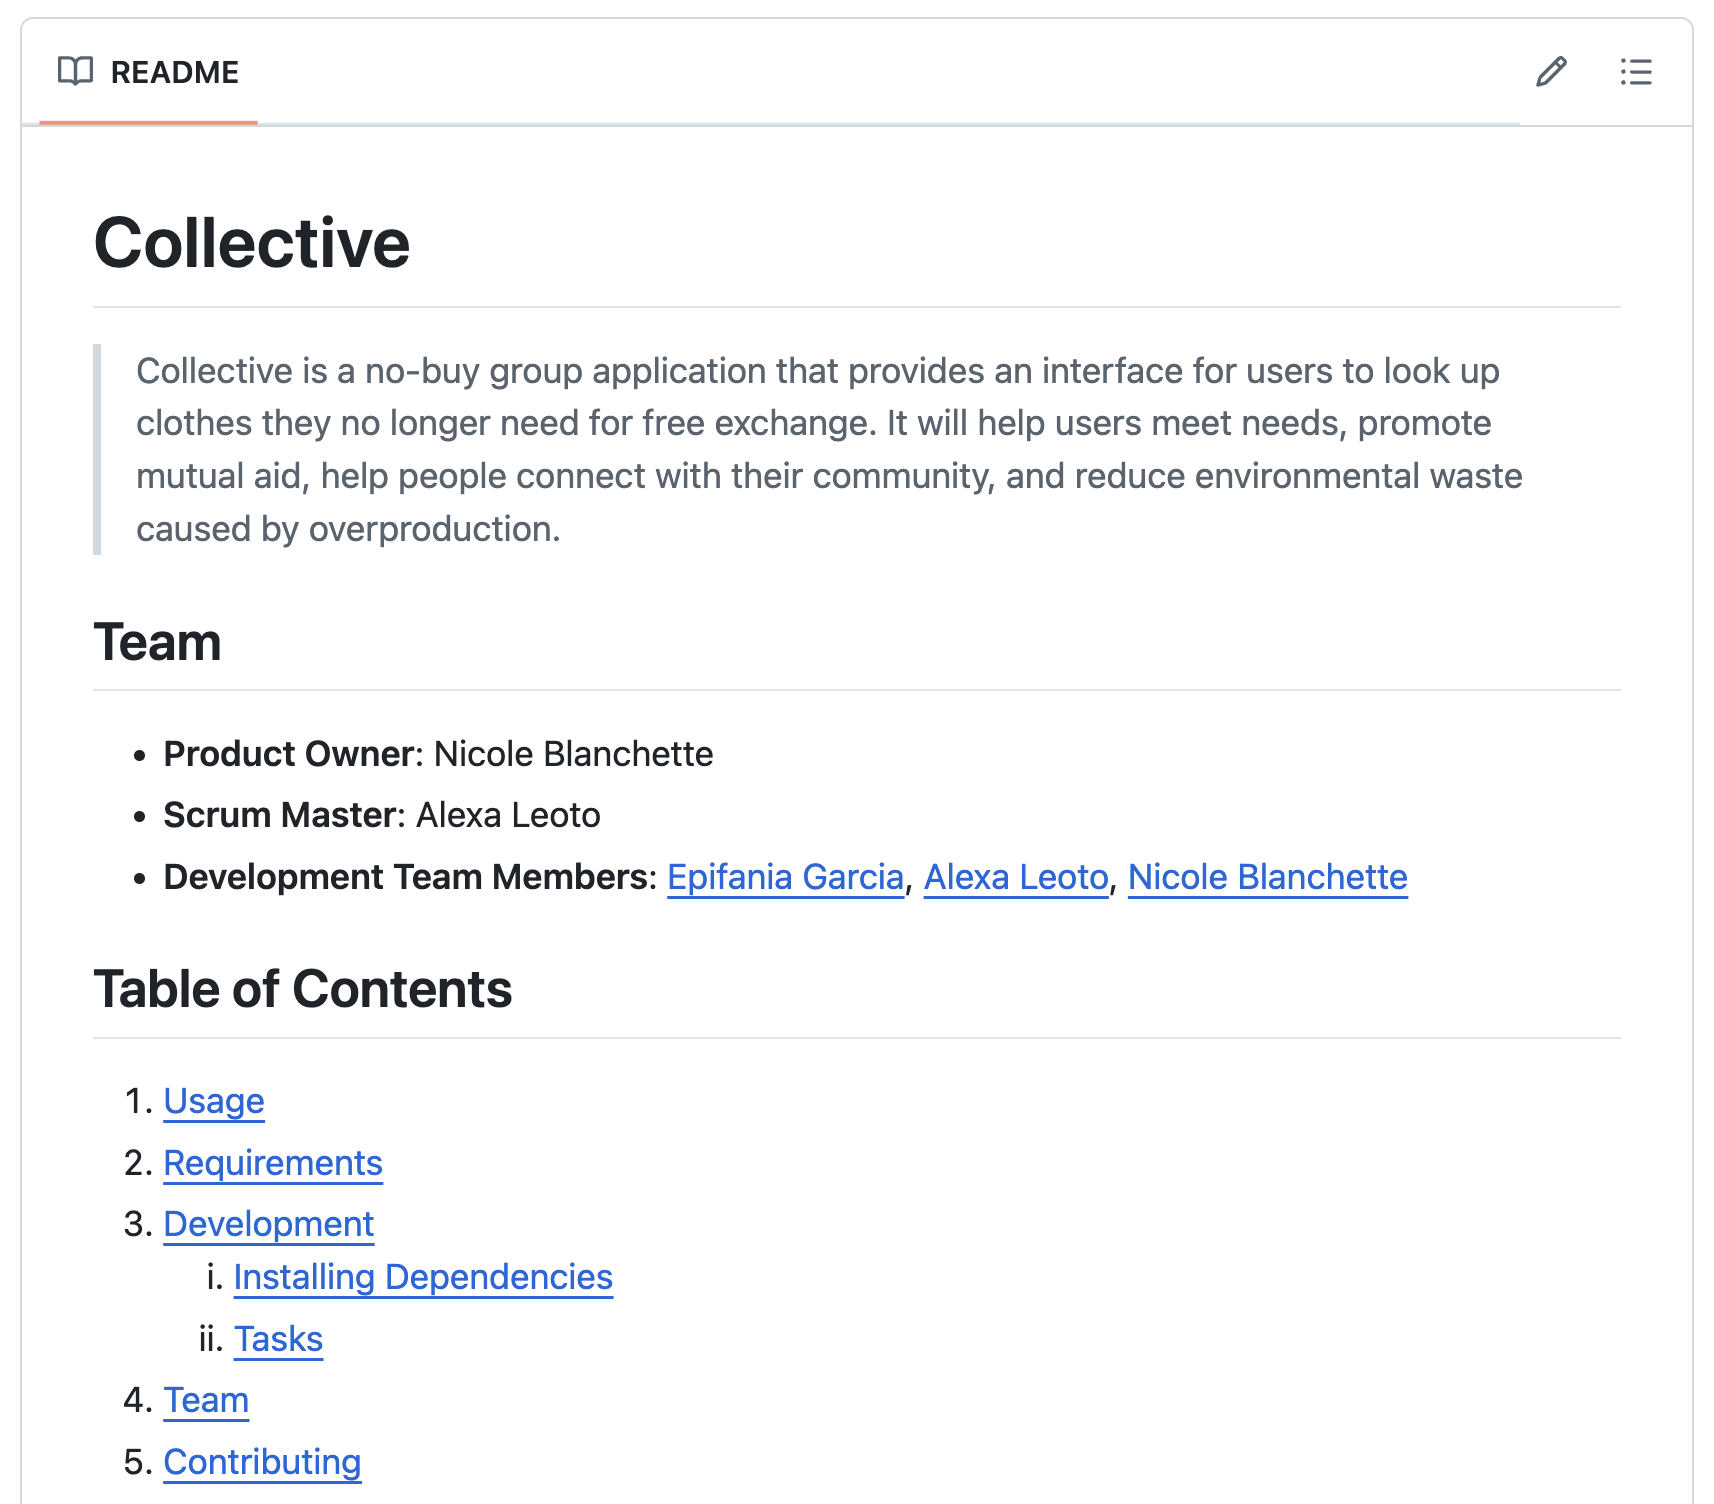 README
Collective
Collective is a no-buy group application that provides an interface for users to look up
clothes they no longer need for free exchange. It will help users meet needs, promote
mutual aid, help people connect with their community, and reduce environmental waste
caused by overproduction.
Team
• Product Owner: Nicole Blanchette
• Scrum Master: Alexa Leoto
• Development Team Members: Epifania Garcia, Alexa Leoto, Nicole Blanchette
Table of Contents
1. Usage
2. Requirements
3. Development
i. Installing Dependencies
ii. Tasks
4. Team
5. Contributing